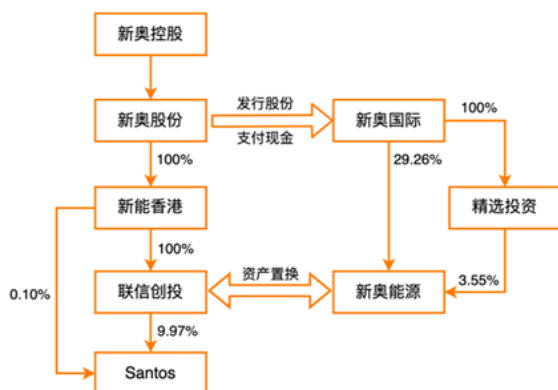 新奥控股
新奥股份
发行股份
支付现金
新奥国际
100%
100%
29.26%
新能香港
精选投资
100%
0.10%
联信创投
资产置换
新奥能源
3.55%
9.97%
Santos